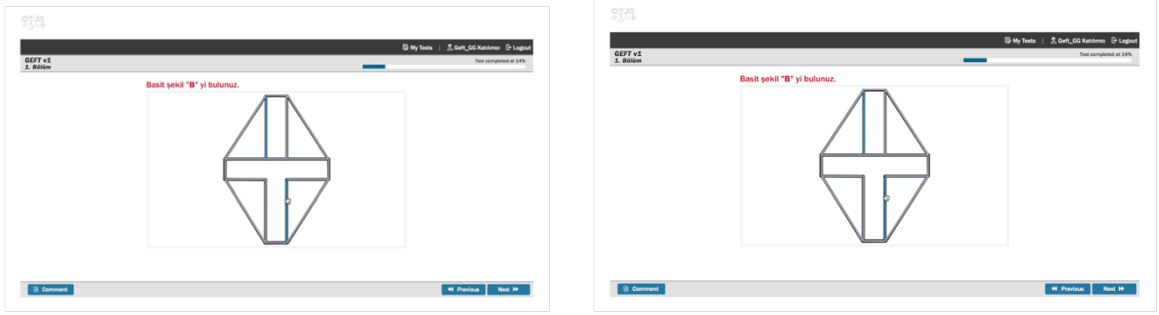 My Tests | Geft_GG Katılımcı Logout
GEFT v1
1. Bölüm
Test completed at 14%
Basit şekil "B" yi bulunuz.
Comment
Previous Next
My Tests | Geft_GG Katılımcı Logout
GEFT v1
1. Bölüm
Test completed at 14%
Basit şekil "B" yi bulunuz.
Comment
Previous Next